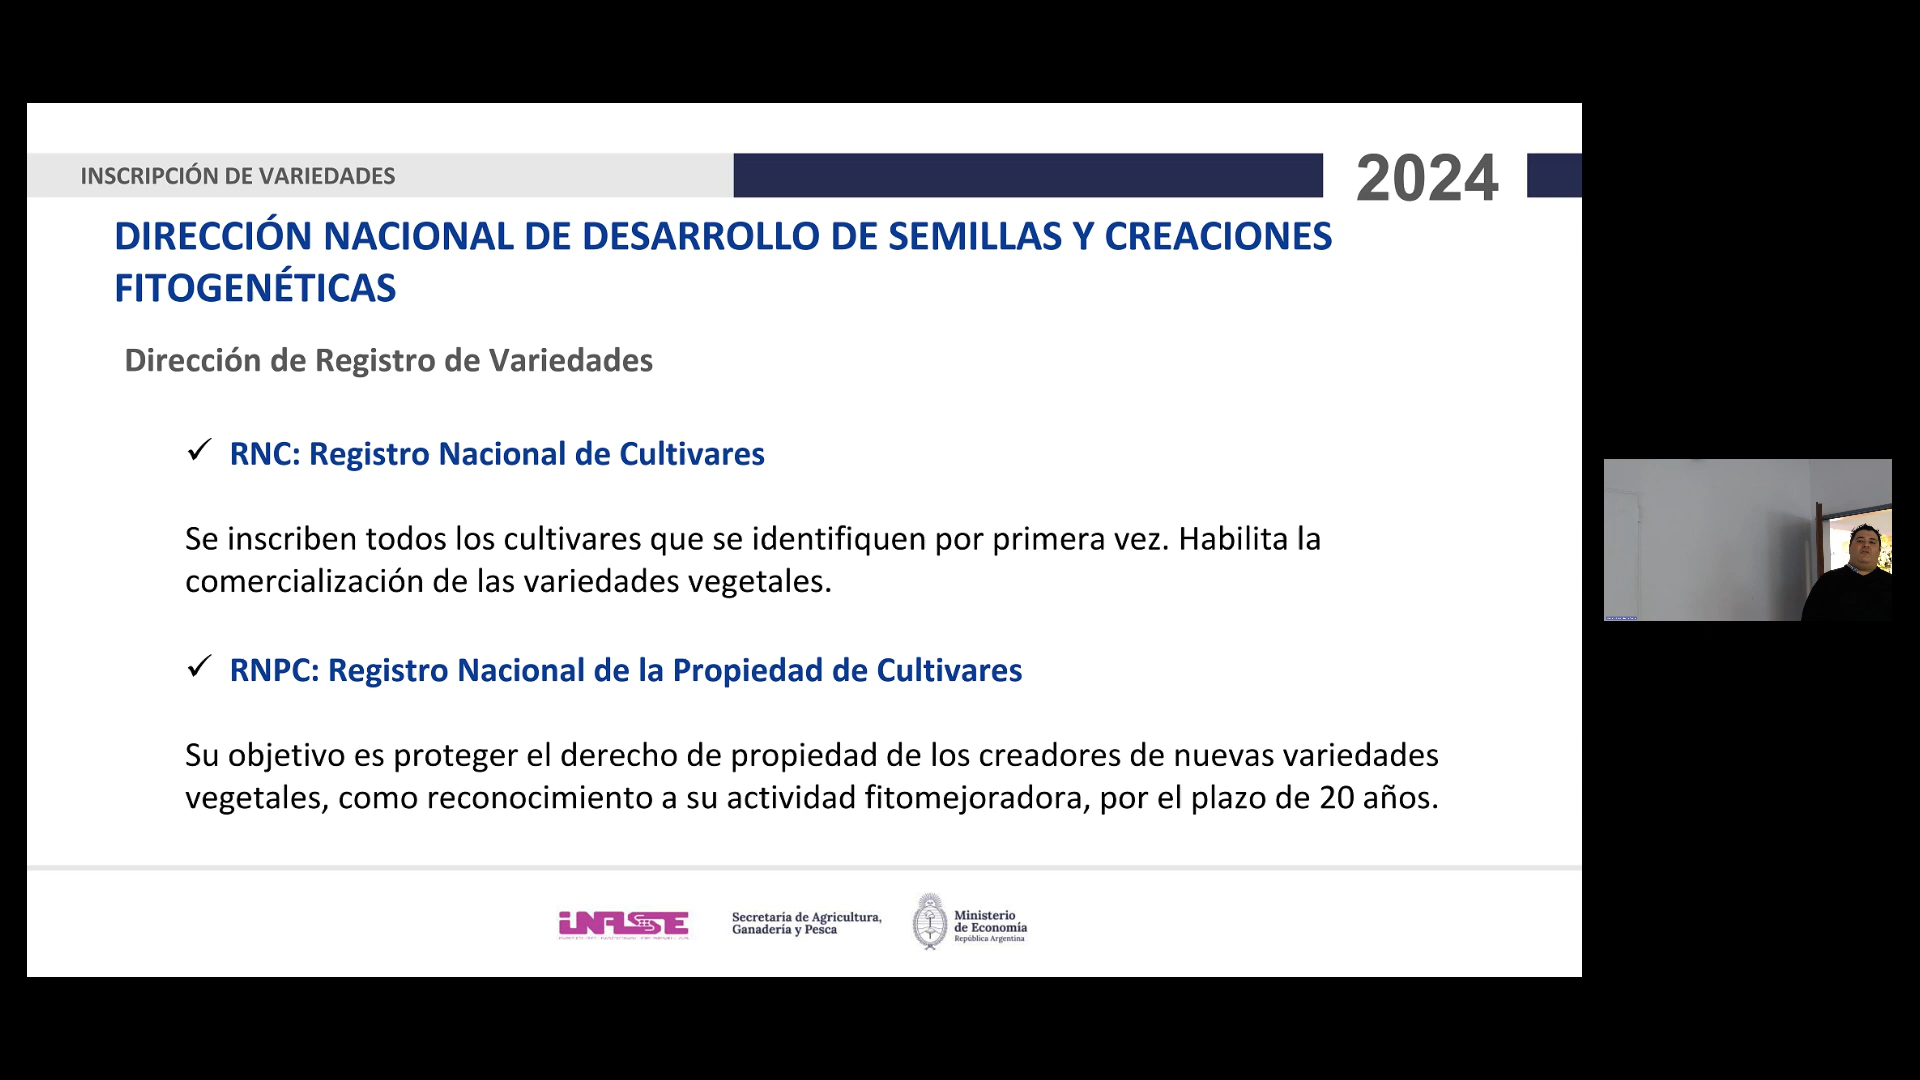 INSCRIPCIÓN DE VARIEDADES
2024
DIRECCIÓN NACIONAL DE DESARROLLO DE SEMILLAS Y CREACIONES
FITOGENÉTICAS
Dirección de Registro de Variedades
✓ RNC: Registro Nacional de Cultivares
Se inscriben todos los cultivares que se identifiquen por primera vez. Habilita la
comercialización de las variedades vegetales.
✓ RNPC: Registro Nacional de la Propiedad de Cultivares
Su objetivo es proteger el derecho de propiedad de los creadores de nuevas variedades
vegetales, como reconocimiento a su actividad fitomejoradora, por el plazo de 20 años.
iNASE
Secretaría de Agricultura,
Ganadería y Pesca
Ministerio
de Economía
República Argentina